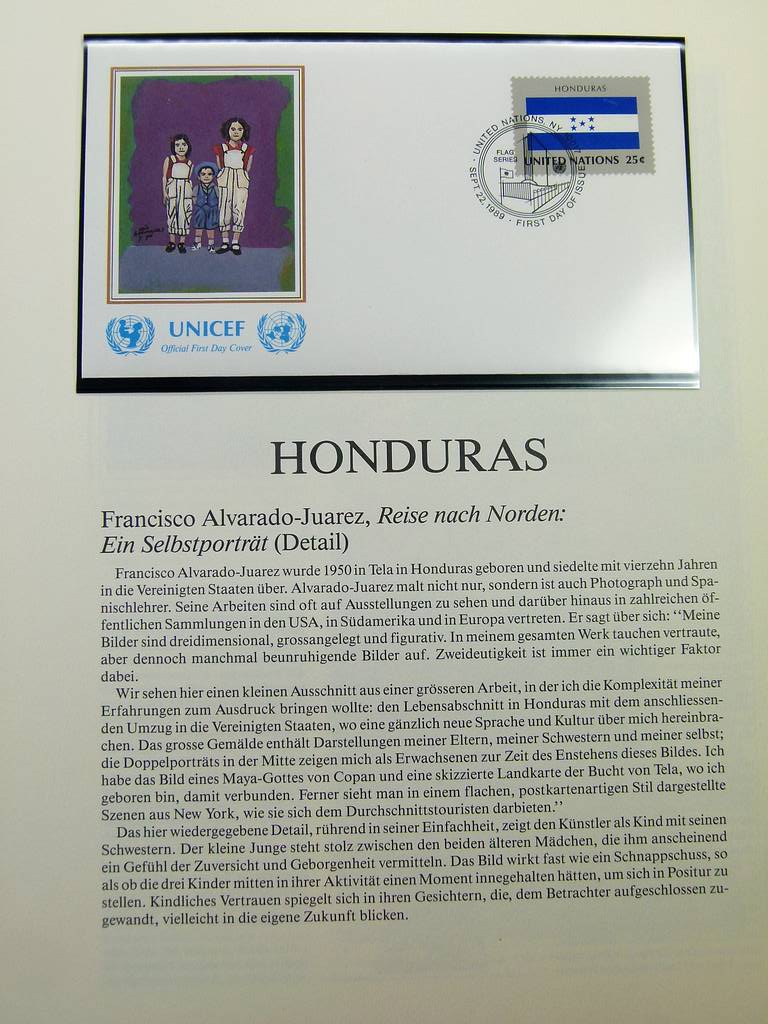 HONDURAS
UNITED NATIONS 25c
UNITED NATIONS, NY
FLAG
SERIES
SEPT. 22, 1989 · FIRST DAY OF ISSUE
UNICEF
Official First Day Cover
HONDURAS
Francisco Alvarado-Juarez, Reise nach Norden:
Ein Selbstporträt (Detail)
Francisco Alvarado-Juarez wurde 1950 in Tela in Honduras geboren und siedelte mit vierzehn Jahren
in die Vereinigten Staaten über. Alvarado-Juarez malt nicht nur, sondern ist auch Photograph und Spa-
nischlehrer. Seine Arbeiten sind oft auf Ausstellungen zu sehen und darüber hinaus in zahlreichen öf-
fentlichen Sammlungen in den USA, in Südamerika und in Europa vertreten. Er sagt über sich: ‘‘Meine
Bilder sind dreidimensional, grossangelegt und figurativ. In meinem gesamten Werk tauchen vertraute,
aber dennoch manchmal beunruhigende Bilder auf. Zweideutigkeit ist immer ein wichtiger Faktor
dabei.
Wir sehen hier einen kleinen Ausschnitt aus einer grösseren Arbeit, in der ich die Komplexität meiner
Erfahrungen zum Ausdruck bringen wollte: den Lebensabschnitt in Honduras mit dem anschliessen-
den Umzug in die Vereinigten Staaten, wo eine gänzlich neue Sprache und Kultur über mich hereinbra-
chen. Das grosse Gemälde enthält Darstellungen meiner Eltern, meiner Schwestern und meiner selbst;
die Doppelporträts in der Mitte zeigen mich als Erwachsenen zur Zeit des Enstehens dieses Bildes. Ich
habe das Bild eines Maya-Gottes von Copan und eine skizzierte Landkarte der Bucht von Tela, wo ich
geboren bin, damit verbunden. Ferner sieht man in einem flachen, postkartenartigen Stil dargestellte
Szenen aus New York, wie sie sich dem Durchschnittstouristen darbieten.’’
Das hier wiedergegebene Detail, rührend in seiner Einfachheit, zeigt den Künstler als Kind mit seinen
Schwestern. Der kleine Junge steht stolz zwischen den beiden älteren Mädchen, die ihm anscheinend
ein Gefühl der Zuversicht und Geborgenheit vermitteln. Das Bild wirkt fast wie ein Schnappschuss, so
als ob die drei Kinder mitten in ihrer Aktivität einen Moment innegehalten hätten, um sich in Positur zu
stellen. Kindliches Vertrauen spiegelt sich in ihren Gesichtern, die, dem Betrachter aufgeschlossen zu-
gewandt, vielleicht in die eigene Zukunft blicken.